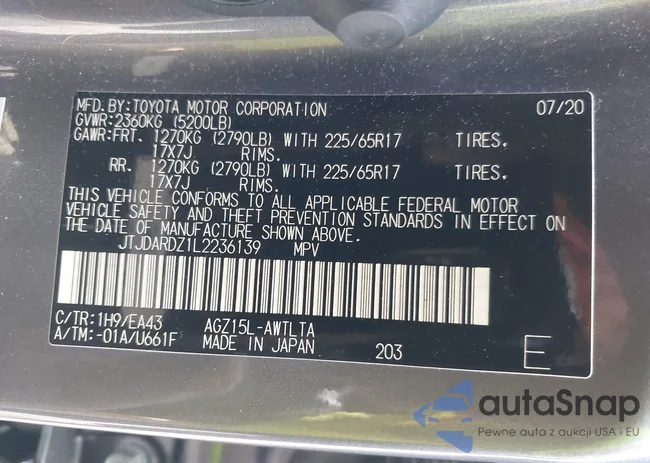 MFD.BY:TOYOTA MOTOR CORPORATION 07/20
GVWR:2360KG (5200LB)
GAWR:FRT. 1270KG (2790LB) WITH 225/65R17 TIRES.
17X7J RIMS.
RR. 1270KG (2790LB) WITH 225/65R17 TIRES.
17X7J RIMS.
THIS VEHICLE CONFORMS TO ALL APPLICABLE FEDERAL MOTOR
VEHICLE SAFETY AND THEFT PREVENTION STANDARDS IN EFFECT ON
THE DATE OF MANUFACTURE SHOWN ABOVE.
JTJDARDZ1L2236139 MPV
C/TR:1H9/EA43 AGZ15L-AWTLTA
A/TM:-01A/U661F MADE IN JAPAN 203 E
autoSnap
Pewne auto z aukcji USA i EU